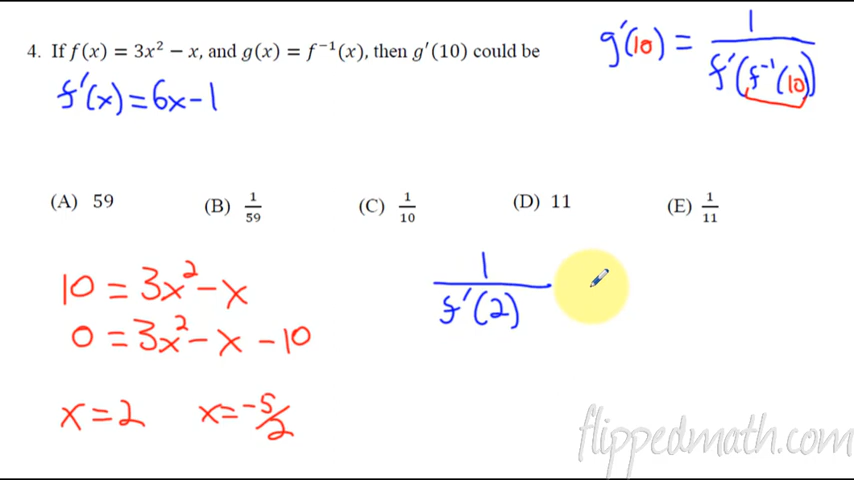 4. If f(x) = 3x² − x, and g(x) = f⁻¹(x), then g′(10) could be
g'(10) = 1/f'(f⁻¹(10))
f'(x) = 6x - 1
(A) 59 (B) 1/59 (C) 1/10 (D) 11 (E) 1/11
10 = 3x² - x
0 = 3x² - x - 10
x = 2 x = -5/2
1/f'(2)
flippedmath.com